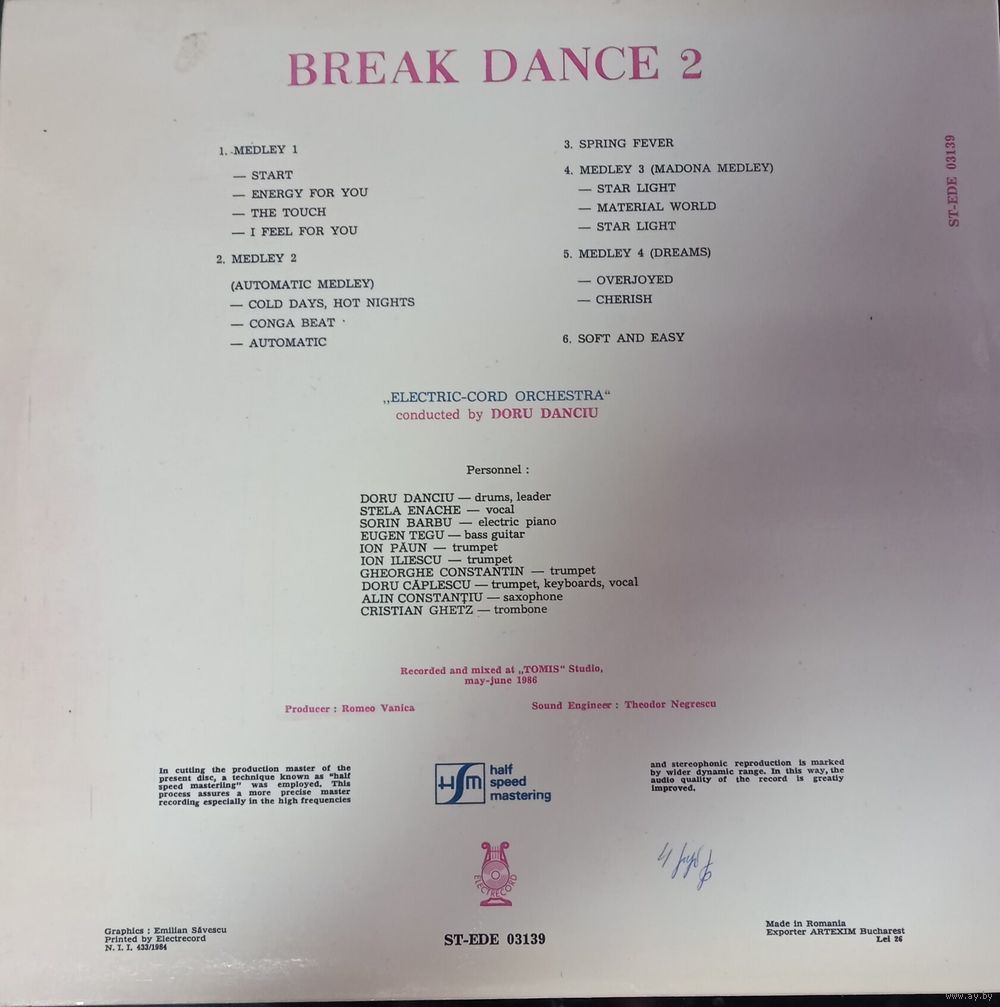 BREAK DANCE 2
1. MEDLEY 1
— START
— ENERGY FOR YOU
— THE TOUCH
— I FEEL FOR YOU
2. MEDLEY 2
(AUTOMATIC MEDLEY)
— COLD DAYS, HOT NIGHTS
— CONGA BEAT
— AUTOMATIC
3. SPRING FEVER
4. MEDLEY 3 (MADONA MEDLEY)
— STAR LIGHT
— MATERIAL WORLD
— STAR LIGHT
5. MEDLEY 4 (DREAMS)
— OVERJOYED
— CHERISH
6. SOFT AND EASY
ST-EDE 03139
„ELECTRIC-CORD ORCHESTRA“
conducted by DORU DANCIU
Personnel :
DORU DANCIU — drums, leader
STELA ENACHE — vocal
SORIN BARBU — electric piano
EUGEN TEGU — bass guitar
ION PĂUN — trumpet
ION ILIESCU — trumpet
GHEORGHE CONSTANTIN — trumpet
DORU CĂPLESCU — trumpet, keyboards, vocal
ALIN CONSTANȚIU — saxophone
CRISTIAN GHETZ — trombone
Recorded and mixed at „TOMIS“ Studio,
may-june 1986
Producer : Romeo Vanica
Sound Engineer : Theodor Negrescu
In cutting the production master of the
present disc, a technique known as "half
speed masteriing" was employed. This
process assures a more precise master
recording especially in the high frequencies
HSM half
speed
mastering
and stereophonic reproduction is marked
by wider dynamic range. In this way, the
audio quality of the record is greatly
improved.
ELECTRECORD
Graphics : Emilian Săvescu
Printed by Electrecord
N. I. I. 433/1984
ST-EDE 03139
Made in Romania
Exporter ARTEXIM Bucharest
Lei 26
www.ay.by